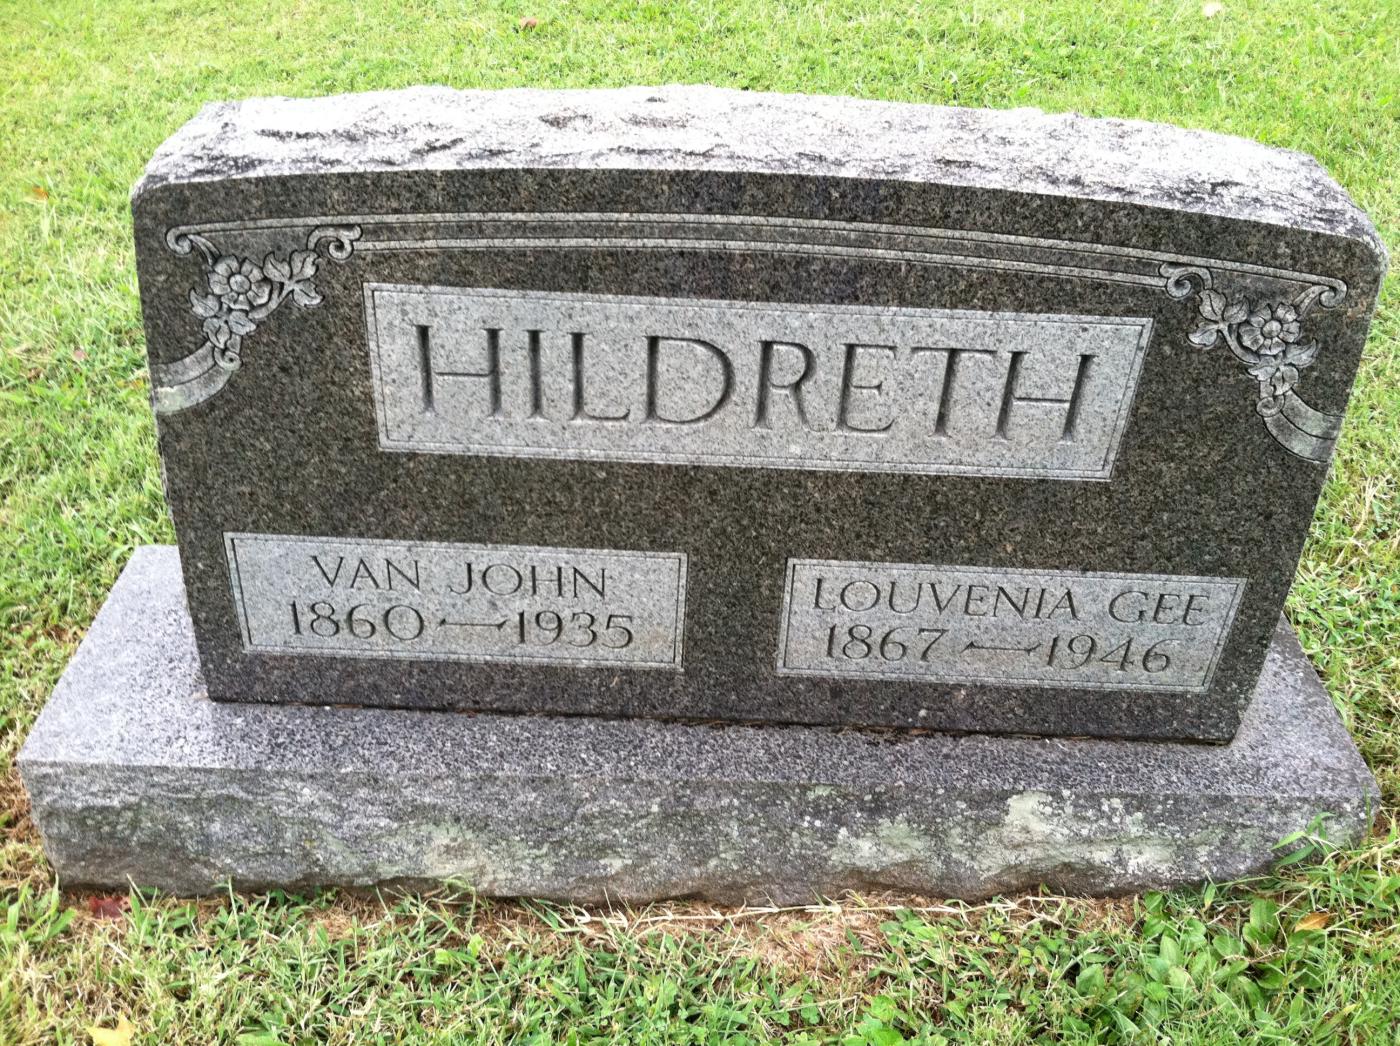 HILDRETH
VAN JOHN
1860—1935
LOUVENIA GEE
1867—1946